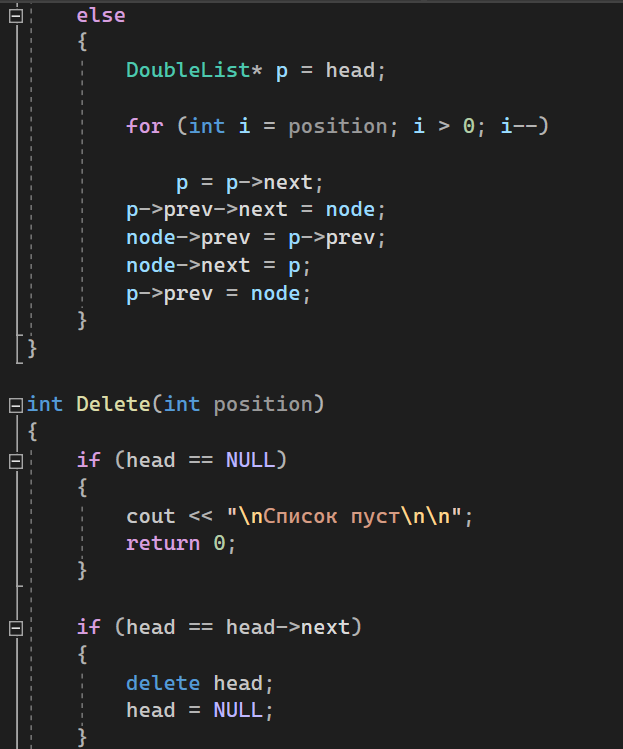 else
{
DoubleList* p = head;
for (int i = position; i > 0; i--)
p = p->next;
p->prev->next = node;
node->prev = p->prev;
node->next = p;
p->prev = node;
}
}
int Delete(int position)
{
if (head == NULL)
{
cout << "\nСписок пуст\n\n";
return 0;
}
if (head == head->next)
{
delete head;
head = NULL;
}